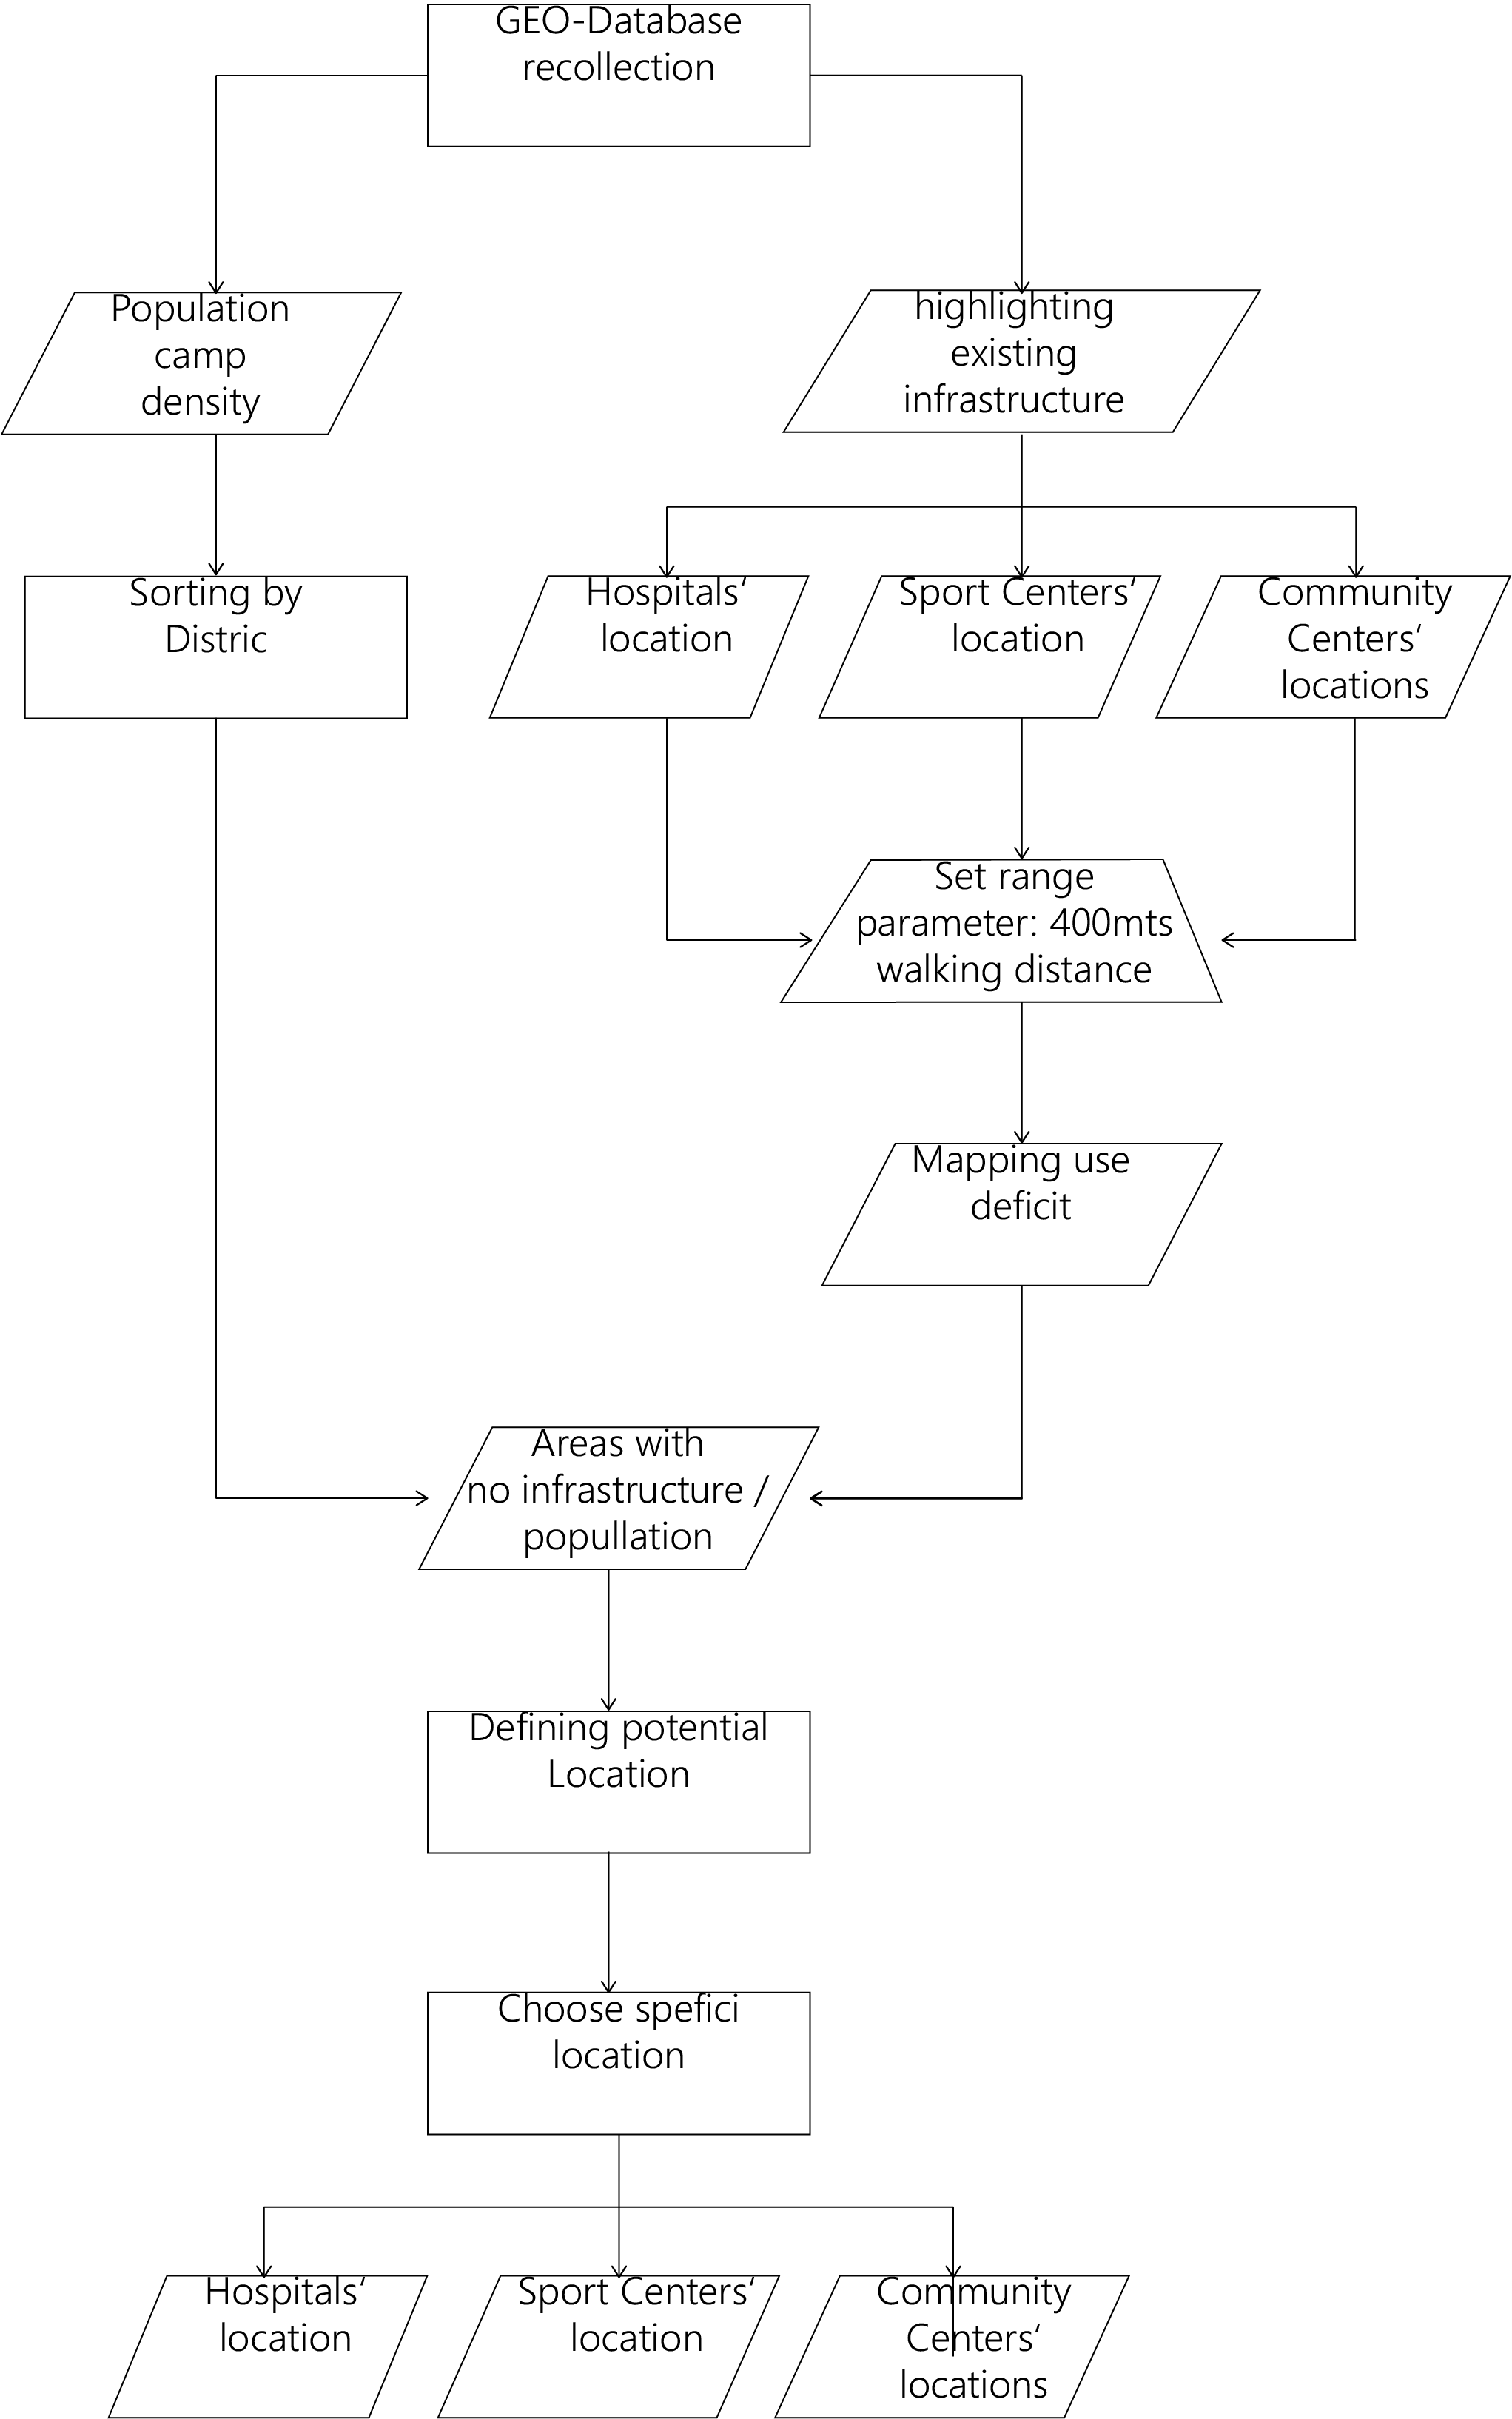 GEO-Database
recollection
Population
camp
density
highlighting
existing
infrastructure
Sorting by
Distric
Hospitals‘
location
Sport Centers‘
location
Community
Centers‘
locations
Set range
parameter: 400mts
walking distance
Mapping use
deficit
Areas with
no infrastructure /
popullation
Defining potential
Location
Choose spefici
location
Hospitals‘
location
Sport Centers‘
location
Community
Centers‘
locations